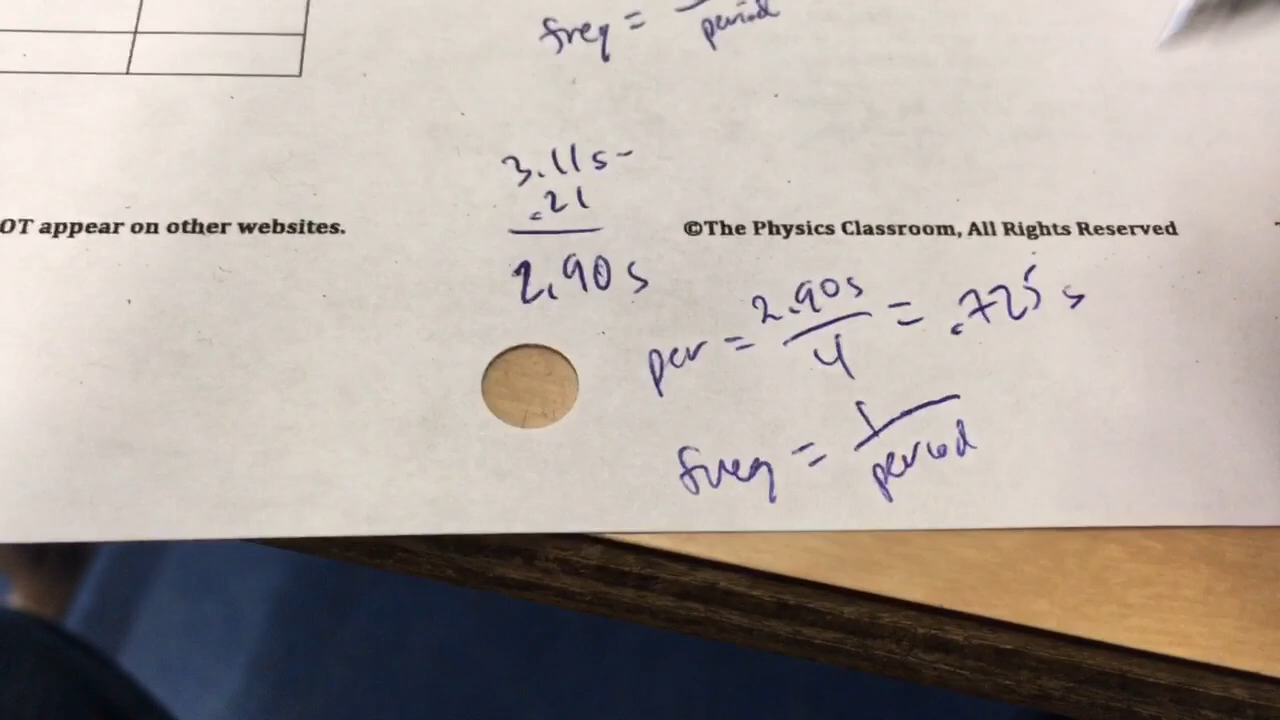 freq =
period
3.11s-
.21
2.90s
OT appear on other websites.
©The Physics Classroom, All Rights Reserved
per = 2.90s / 4 = .725 s
freq = 1 / period